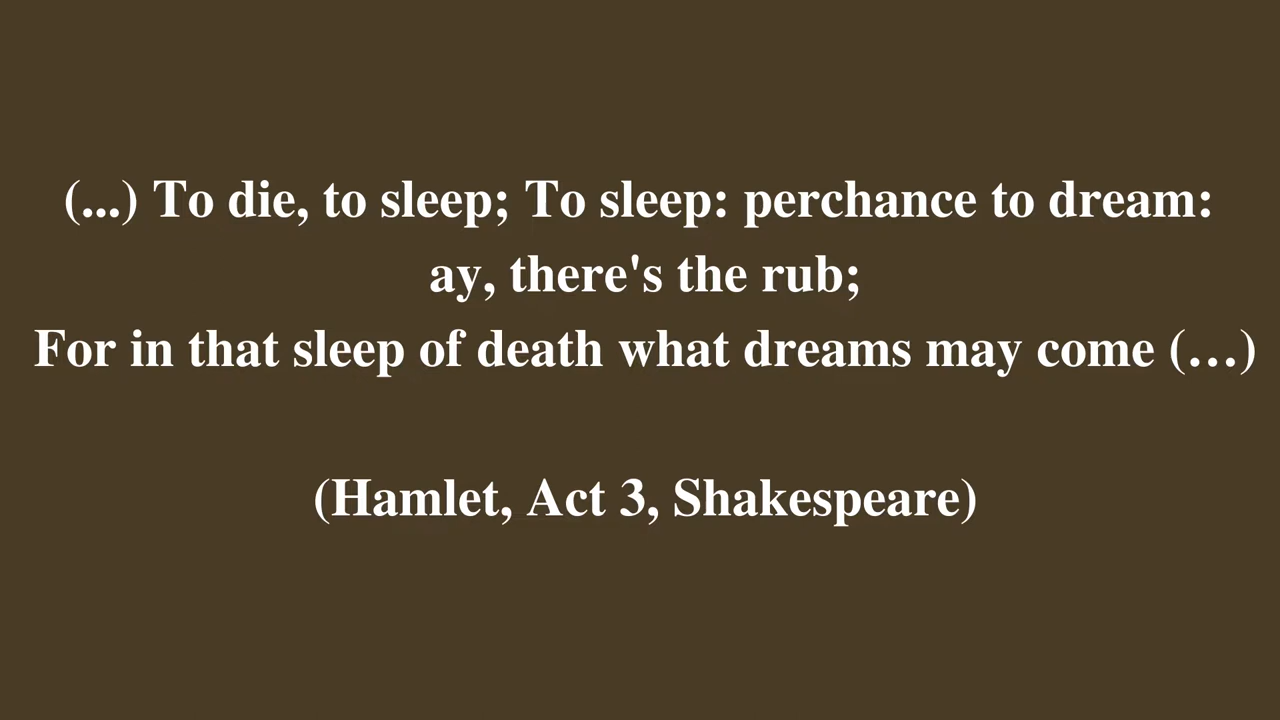 (...) To die, to sleep; To sleep: perchance to dream:
ay, there's the rub;
For in that sleep of death what dreams may come (…)
(Hamlet, Act 3, Shakespeare)